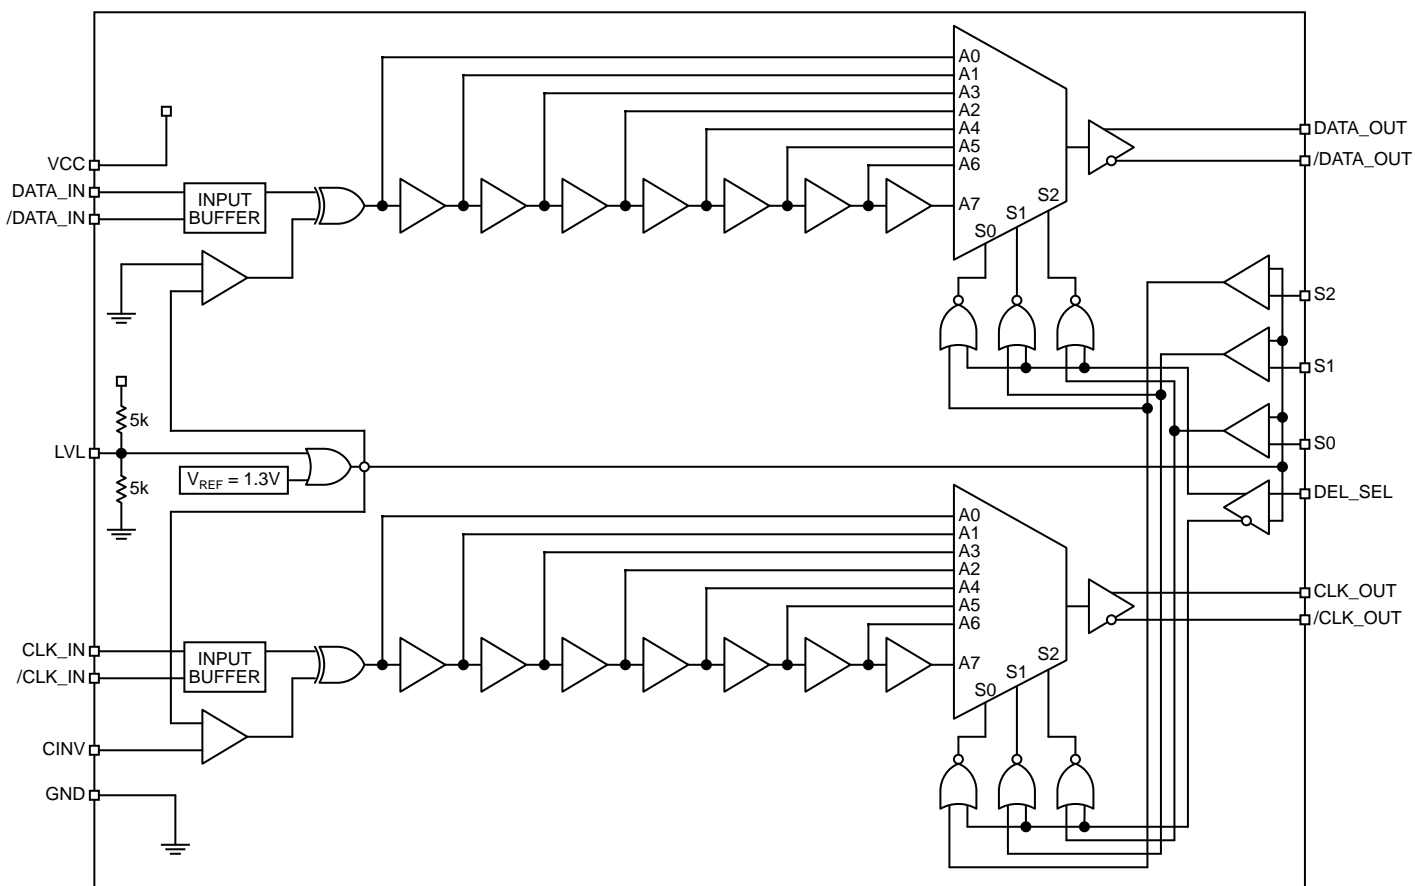 A0
A1
A3
A2
A4
A5
A6
A7
S0
S1
S2
VCC
DATA_IN
/DATA_IN
INPUT
BUFFER
DATA_OUT
/DATA_OUT
S2
S1
S0
DEL_SEL
5k
LVL
5k
VREF = 1.3V
A0
A1
A3
A2
A4
A5
A6
A7
S0
S1
S2
CLK_OUT
/CLK_OUT
CLK_IN
/CLK_IN
INPUT
BUFFER
CINV
GND